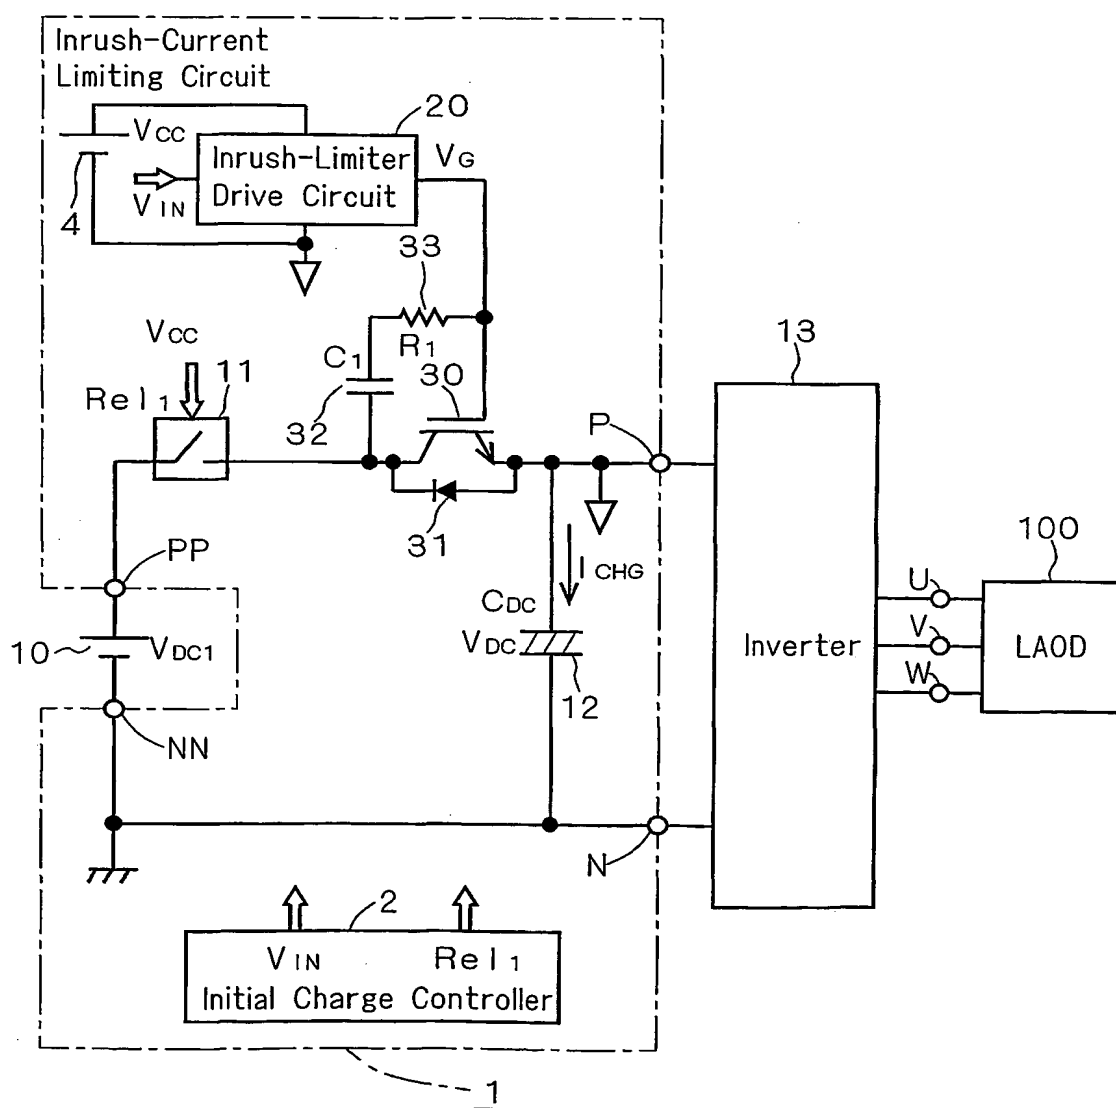 Inrush-Current
Limiting Circuit
20
VCC
VG
Inrush-Limiter
Drive Circuit
VIN
4
33
VCC
R1
C1
30
13
Rel1
11
32
P
31
100
PP
ICHG
CDC
U
10
VDC1
VDC
Inverter
V
LAOD
12
W
NN
N
2
VIN
Rel1
Initial Charge Controller
1